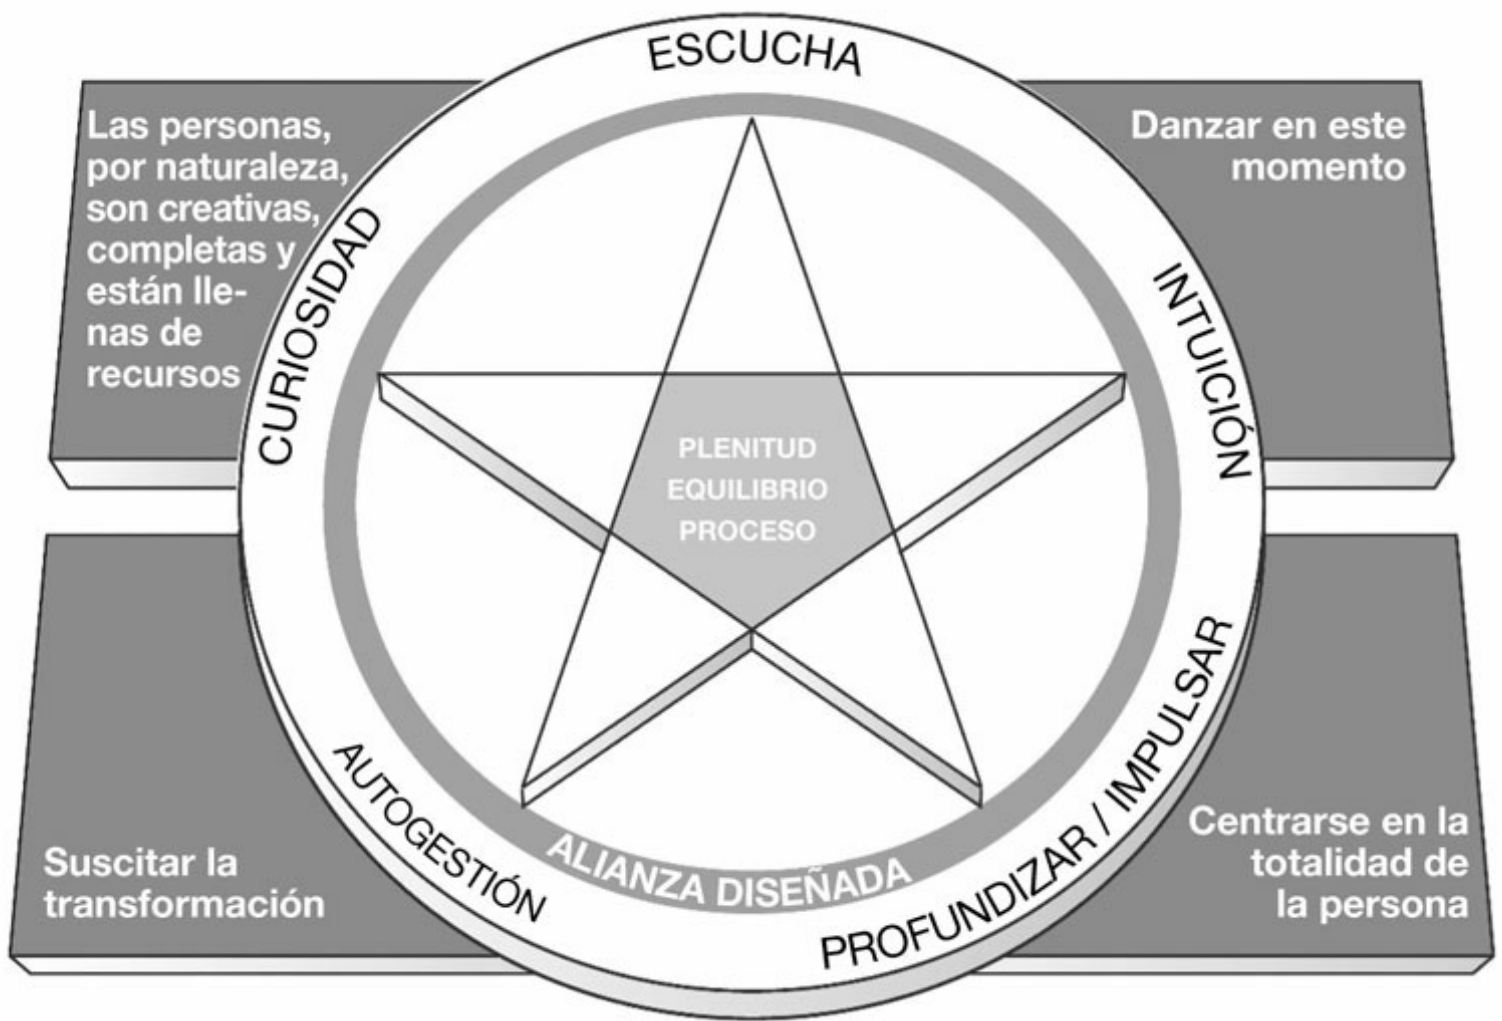 ESCUCHA
Las personas,
por naturaleza,
son creativas,
completas y
están lle-
nas de
recursos
Danzar en este
momento
CURIOSIDAD
INTUICIÓN
PLENITUD
EQUILIBRIO
PROCESO
AUTOGESTIÓN
PROFUNDIZAR / IMPULSAR
ALIANZA DISEÑADA
Suscitar la
transformación
Centrarse en la
totalidad de
la persona